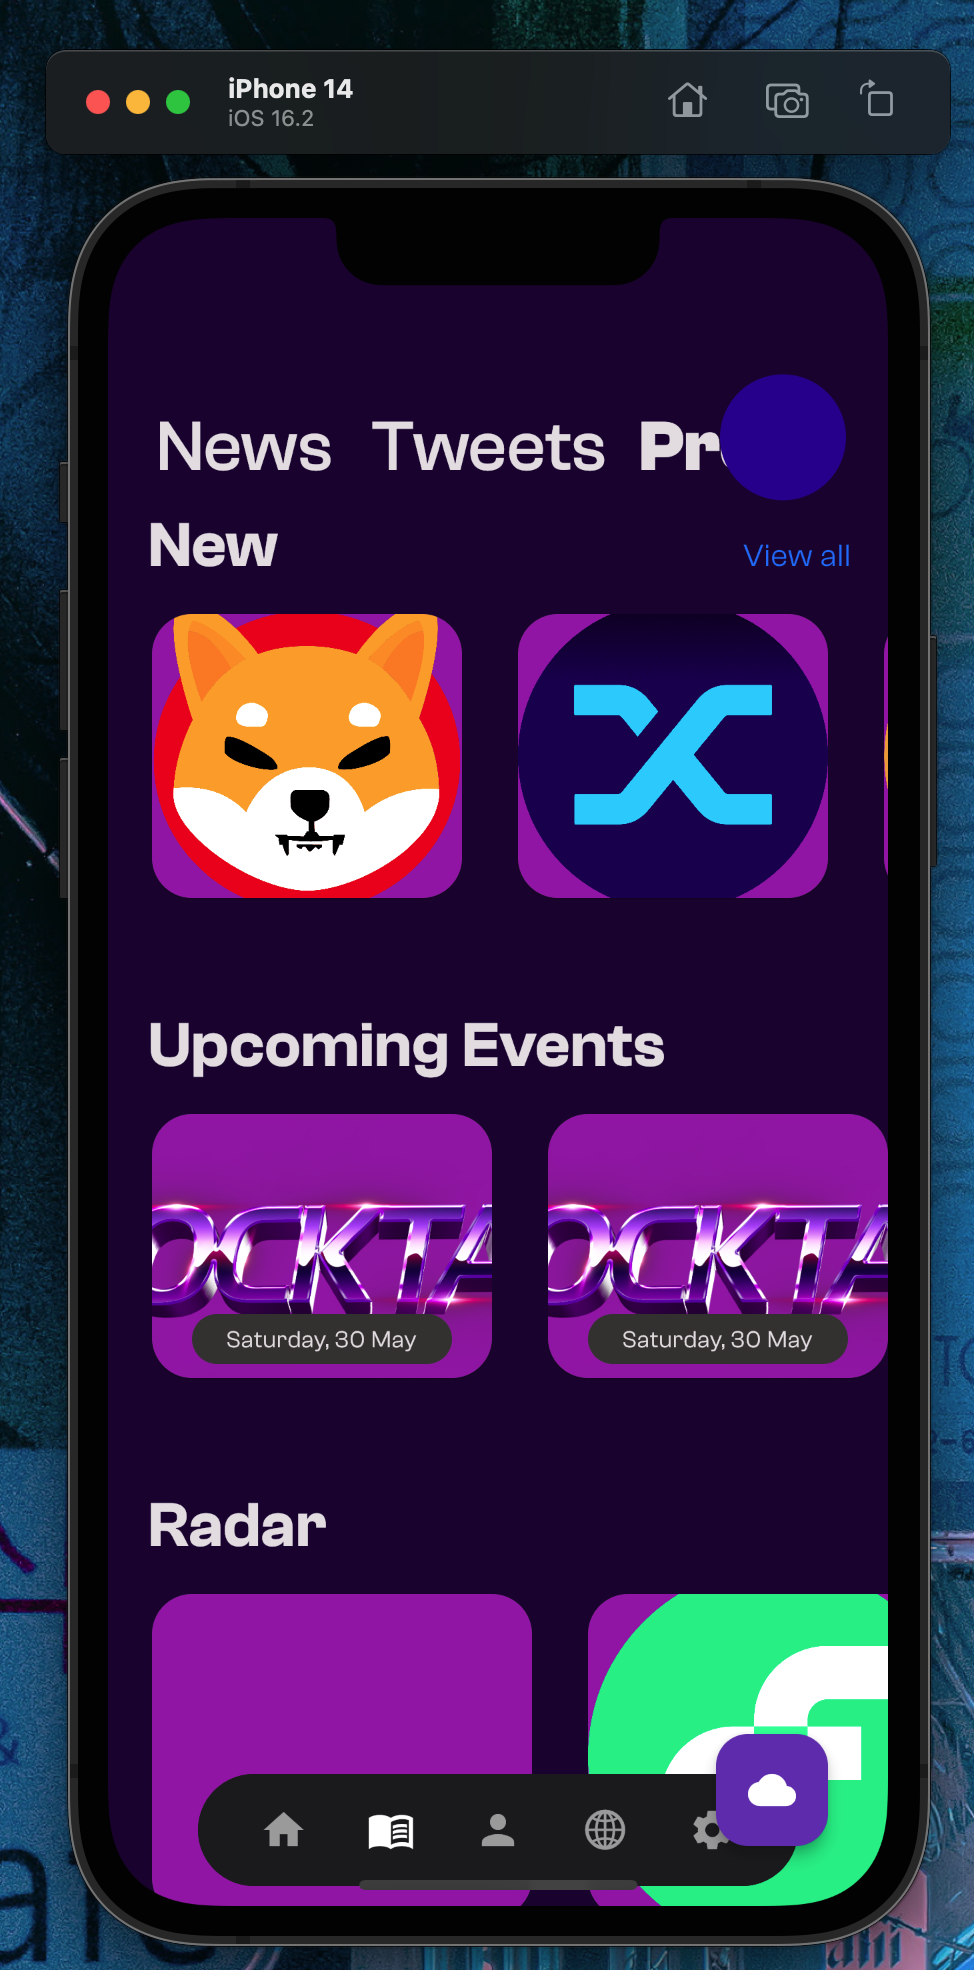 iPhone 14
iOS 16.2
News Tweets
New
View all
Upcoming Events
Saturday, 30 May
Saturday, 30 May
Radar